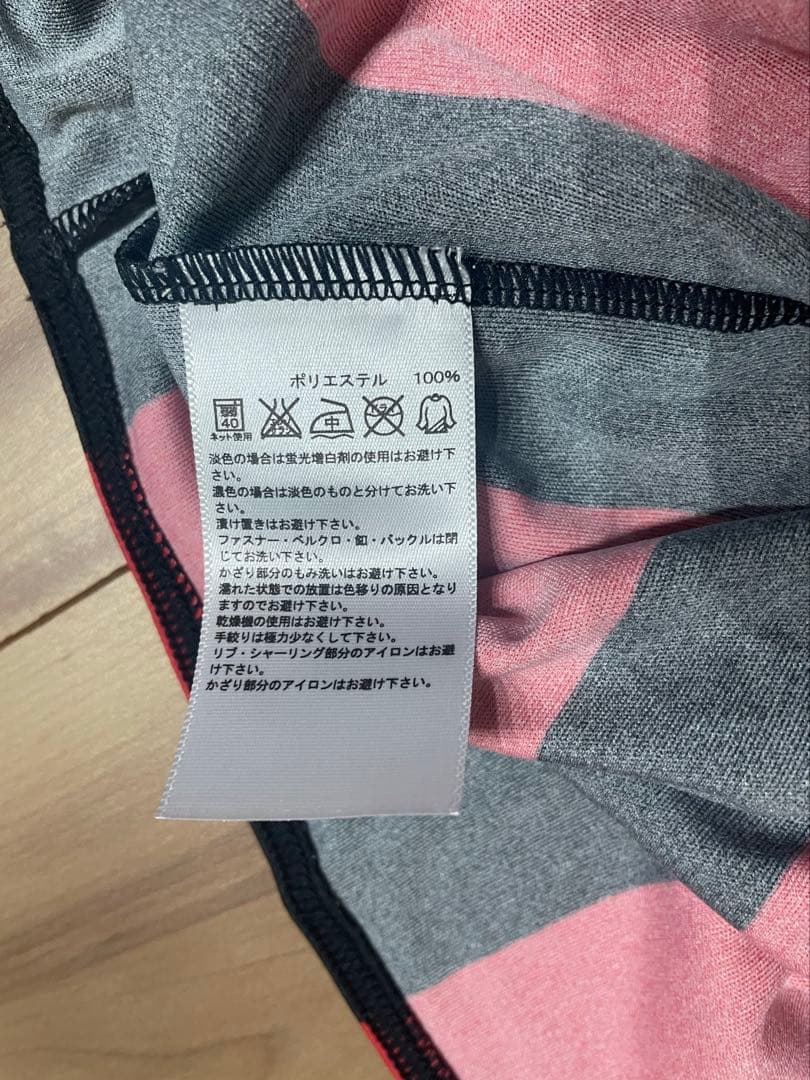 ポリエステル 100%
弱
40
中
ネット使用
淡色の場合は蛍光増白剤の使用はお避け下
さい。
濃色の場合は淡色のものと分けてお洗い下
さい。
漬け置きはお避け下さい。
ファスナー・ベルクロ・釦・バックルは閉
じてお洗い下さい。
かざり部分のもみ洗いはお避け下さい。
濡れた状態での放置は色移りの原因となり
ますのでお避け下さい。
乾燥機の使用はお避け下さい。
手絞りは極力少なくして下さい。
リブ・シャーリング部分のアイロンはお避
け下さい。
かざり部分のアイロンはお避け下さい。